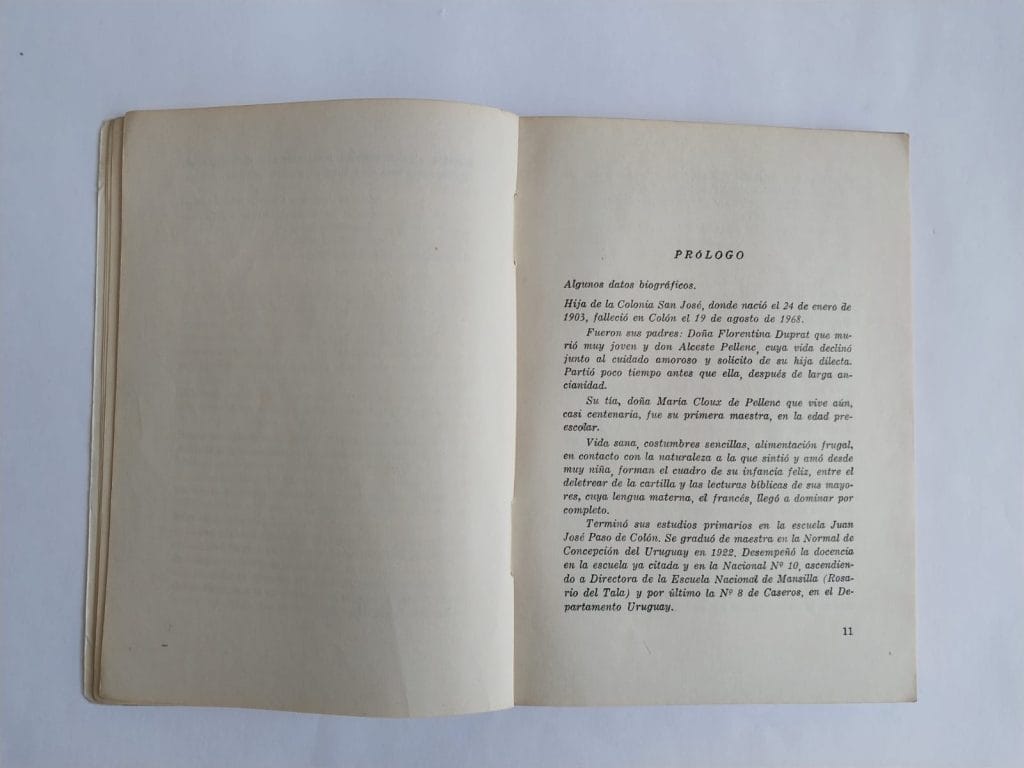 PRÓLOGO
Algunos datos biográficos.
Hija de la Colonia San José, donde nació el 24 de enero de
1903, falleció en Colón el 19 de agosto de 1968.
Fueron sus padres: Doña Florentina Duprat que mu-
rió muy joven y don Alceste Pellenc, cuya vida declinó
junto al cuidado amoroso y solícito de su hija dilecta.
Partió poco tiempo antes que ella, después de larga an-
cianidad.
Su tía, doña María Cloux de Pellenc que vive aún,
casi centenaria, fue su primera maestra, en la edad pre-
escolar.
Vida sana, costumbres sencillas, alimentación frugal,
en contacto con la naturaleza a la que sintió y amó desde
muy niña, forman el cuadro de su infancia feliz, entre el
deletrear de la cartilla y las lecturas bíblicas de sus mayo-
res, cuya lengua materna, el francés, llegó a dominar por
completo.
Terminó sus estudios primarios en la escuela Juan
José Paso de Colón. Se graduó de maestra en la Normal de
Concepción del Uruguay en 1922. Desempeñó la docencia
en la escuela ya citada y en la Nacional Nº 10, ascendien-
do a Directora de la Escuela Nacional de Mansilla (Rosa-
rio del Tala) y por último la Nº 8 de Caseros, en el De-
partamento Uruguay.
11